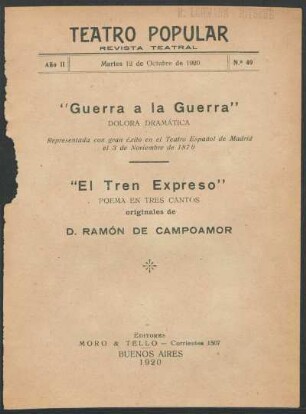 TEATRO POPULAR
REVISTA TEATRAL
Año II Martes 12 de Octubre de 1920 N.º 49
"Guerra a la Guerra"
DOLORA DRAMÁTICA
Representada con gran éxito en el Teatro Español de Madrid
el 3 de Noviembre de 1870
"El Tren Expreso"
POEMA EN TRES CANTOS
originales de
D. RAMÓN DE CAMPOAMOR
Editores
MORO & TELLO — Corrientes
BUENOS AIRES
1920